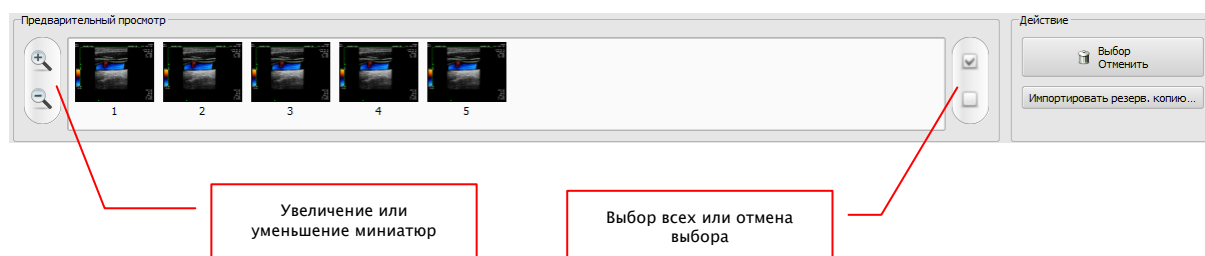 Предварительный просмотр
Действие
Выбор
Отменить
Импортировать резерв. копию...
1 2 3 4 5
Увеличение или
уменьшение миниатюр
Выбор всех или отмена
выбора